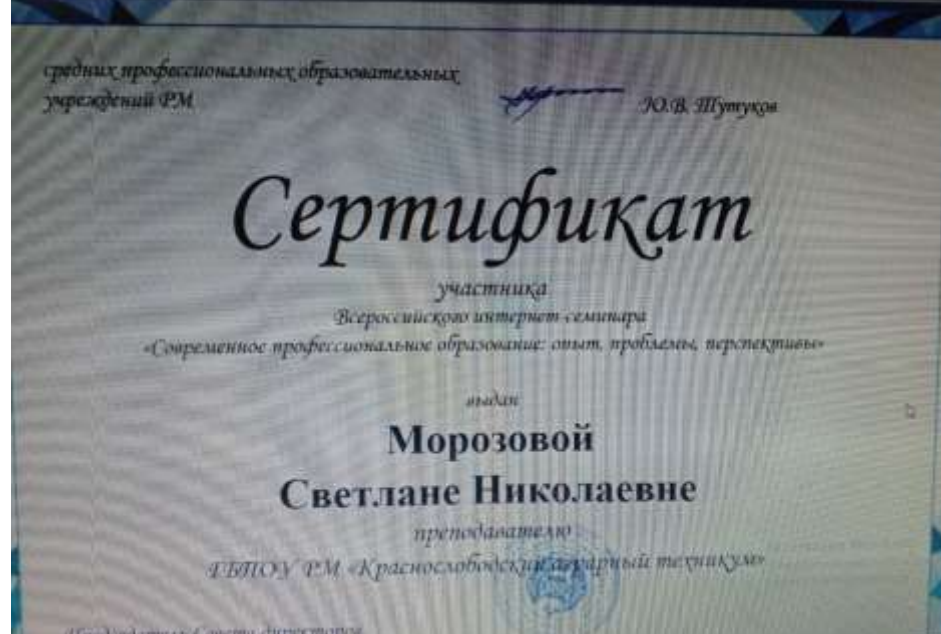 средних профессиональных образовательных
учреждений РМ
Ю.В. Тутуков
Сертификат
участника
Всероссийского интернет-семинара
«Современное профессиональное образование: опыт, проблемы, перспективы»
выдан
Морозовой
Светлане Николаевне
преподавателю
ГБПОУ РМ «Краснослободский аграрный техникум»